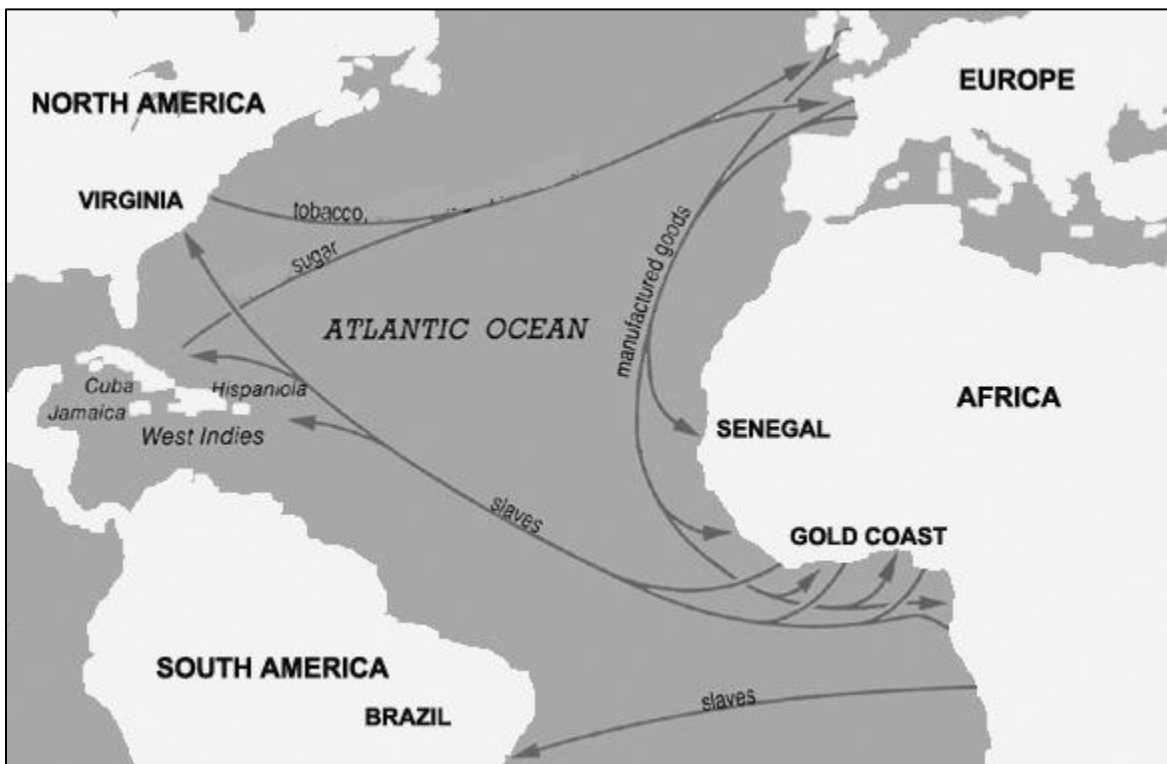 NORTH AMERICA
EUROPE
VIRGINIA
tobacco,
sugar
manufactured goods
ATLANTIC OCEAN
Cuba
Hispaniola
Jamaica
West Indies
AFRICA
SENEGAL
slaves
GOLD COAST
SOUTH AMERICA
BRAZIL
slaves